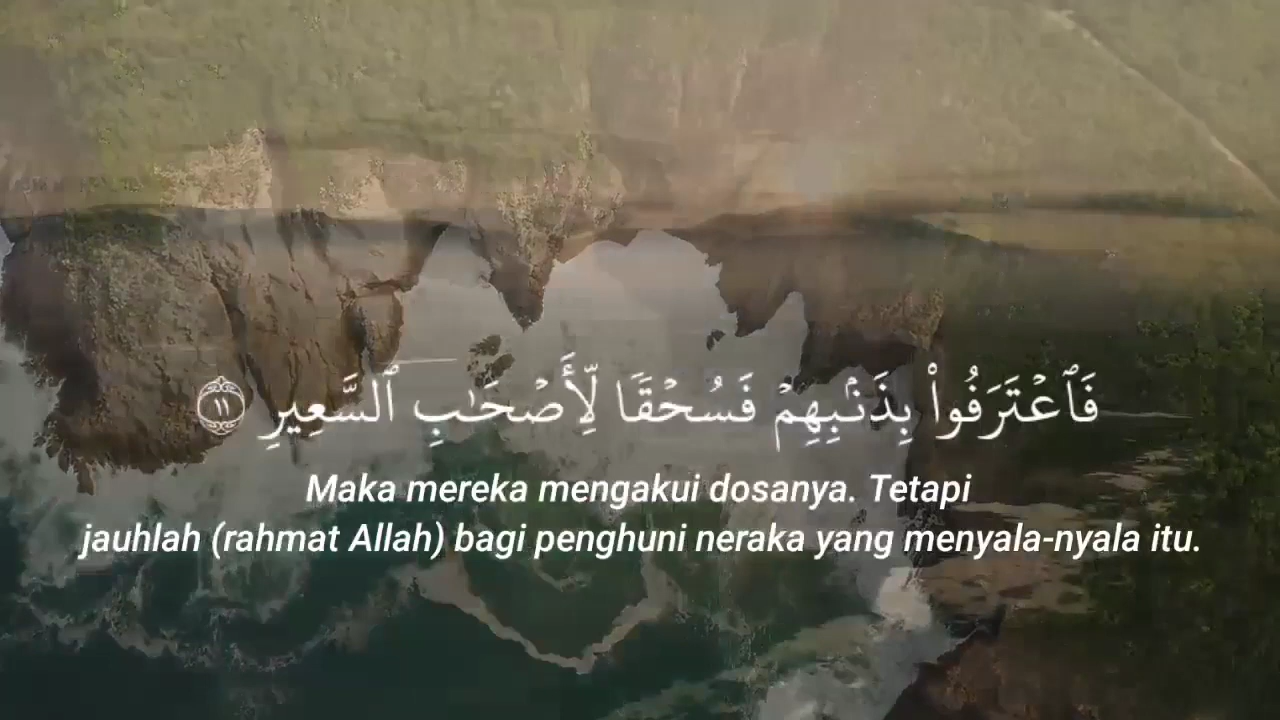 فَٱعۡتَرَفُواْ بِذَنۢبِهِمۡ فَسُحۡقٗا لِّأَصۡحَٰبِ ٱلسَّعِيرِ ١١
Maka mereka mengakui dosanya. Tetapi
jauhlah (rahmat Allah) bagi penghuni neraka yang menyala-nyala itu.